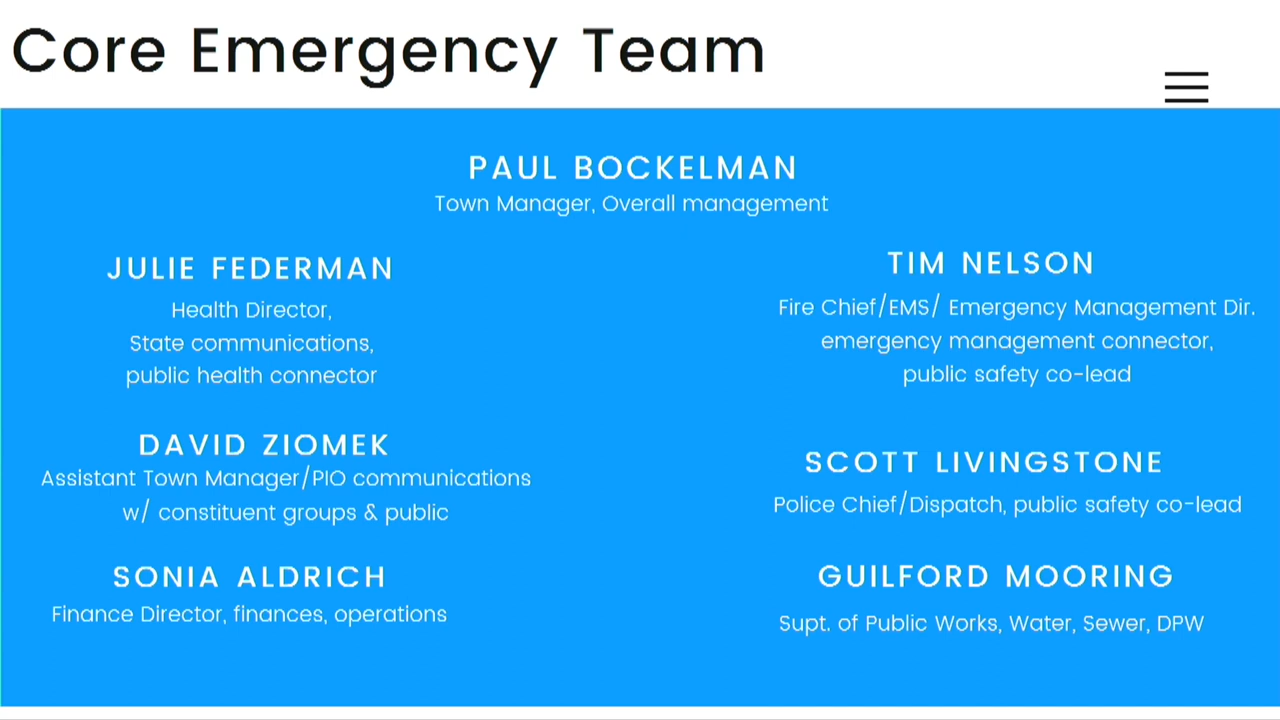 Core Emergency Team
PAUL BOCKELMAN
Town Manager, Overall management
JULIE FEDERMAN
Health Director,
State communications,
public health connector
DAVID ZIOMEK
Assistant Town Manager/PIO communications
w/ constituent groups & public
SONIA ALDRICH
Finance Director, finances, operations
TIM NELSON
Fire Chief/EMS/ Emergency Management Dir.
emergency management connector,
public safety co-lead
SCOTT LIVINGSTONE
Police Chief/Dispatch, public safety co-lead
GUILFORD MOORING
Supt. of Public Works, Water, Sewer, DPW